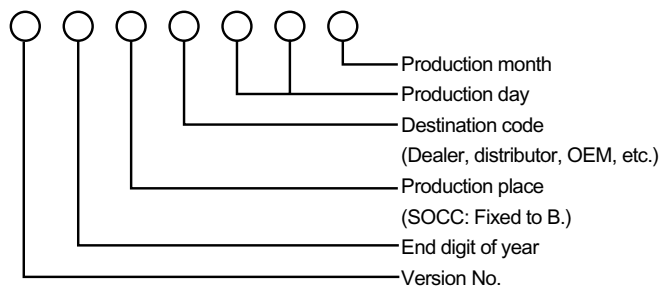 Production month
Production day
Destination code
(Dealer, distributor, OEM, etc.)
Production place
(SOCC: Fixed to B.)
End digit of year
Version No.